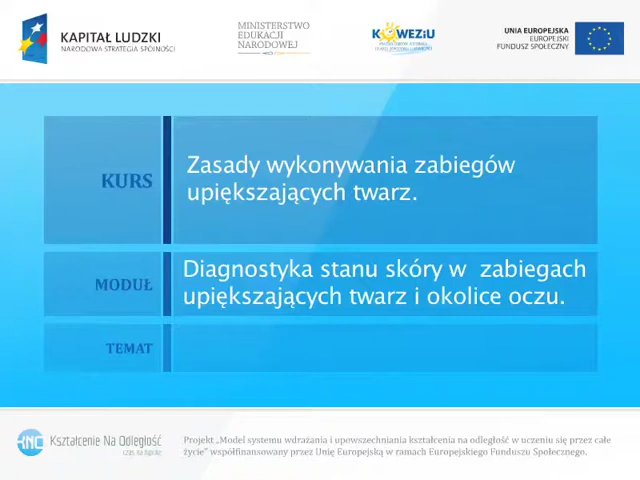 KAPITAŁ LUDZKI
NARODOWA STRATEGIA SPÓJNOŚCI
MINISTERSTWO
EDUKACJI
NARODOWEJ
KOWEZiU
UNIA EUROPEJSKA
EUROPEJSKI
FUNDUSZ SPOŁECZNY
KURS
Zasady wykonywania zabiegów
upiększających twarz.
MODUŁ
Diagnostyka stanu skóry w zabiegach
upiększających twarz i okolice oczu.
TEMAT
KNO Kształcenie Na Odległość
Projekt „Model systemu wdrażania i upowszechniania kształcenia na odległość w uczeniu się przez całe
życie” współfinansowany przez Unię Europejską w ramach Europejskiego Funduszu Społecznego.